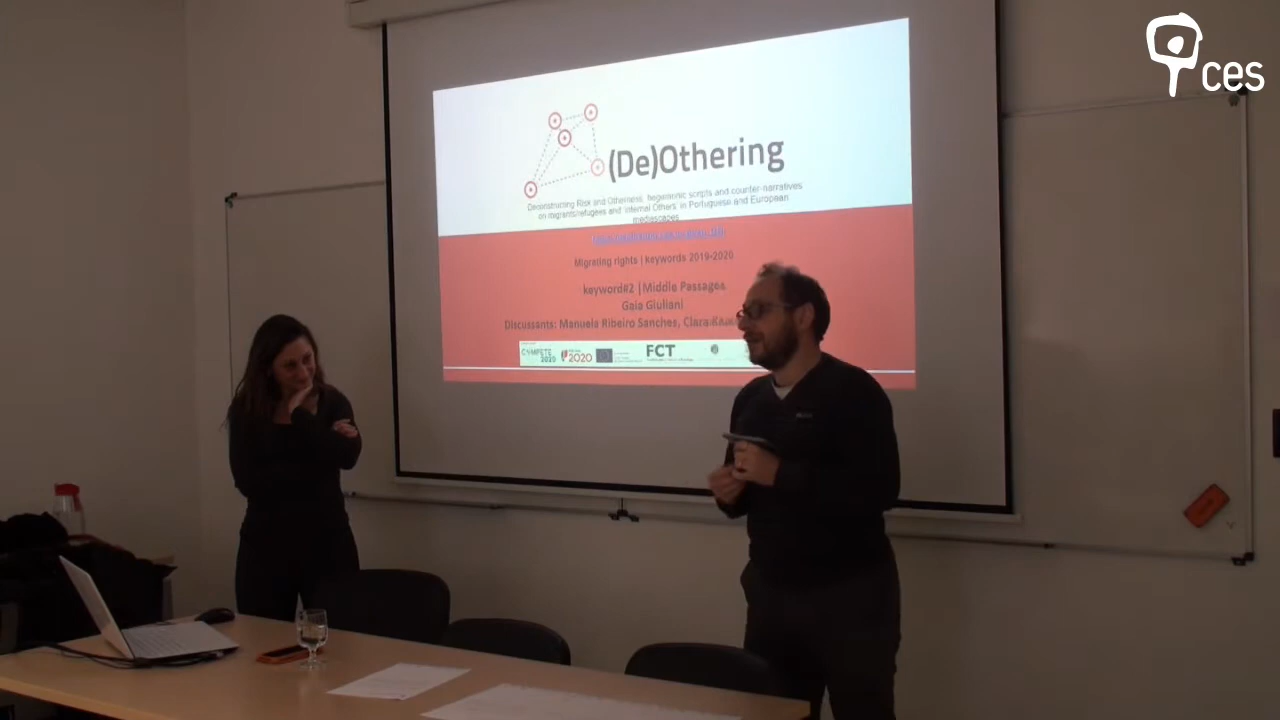 ces
(De)Othering
Deconstructing Risk and Otherness: hegemonic scripts and counter-narratives
on migrants/refugees and 'internal Others' in Portuguese and European
mediascapes
Migrating rights | keywords 2019-2020
keyword#2 | Middle Passages
Gaia Giuliani
Discussants: Manuela Ribeiro Sanches, Clara
COMPETE
2020
2020
FCT